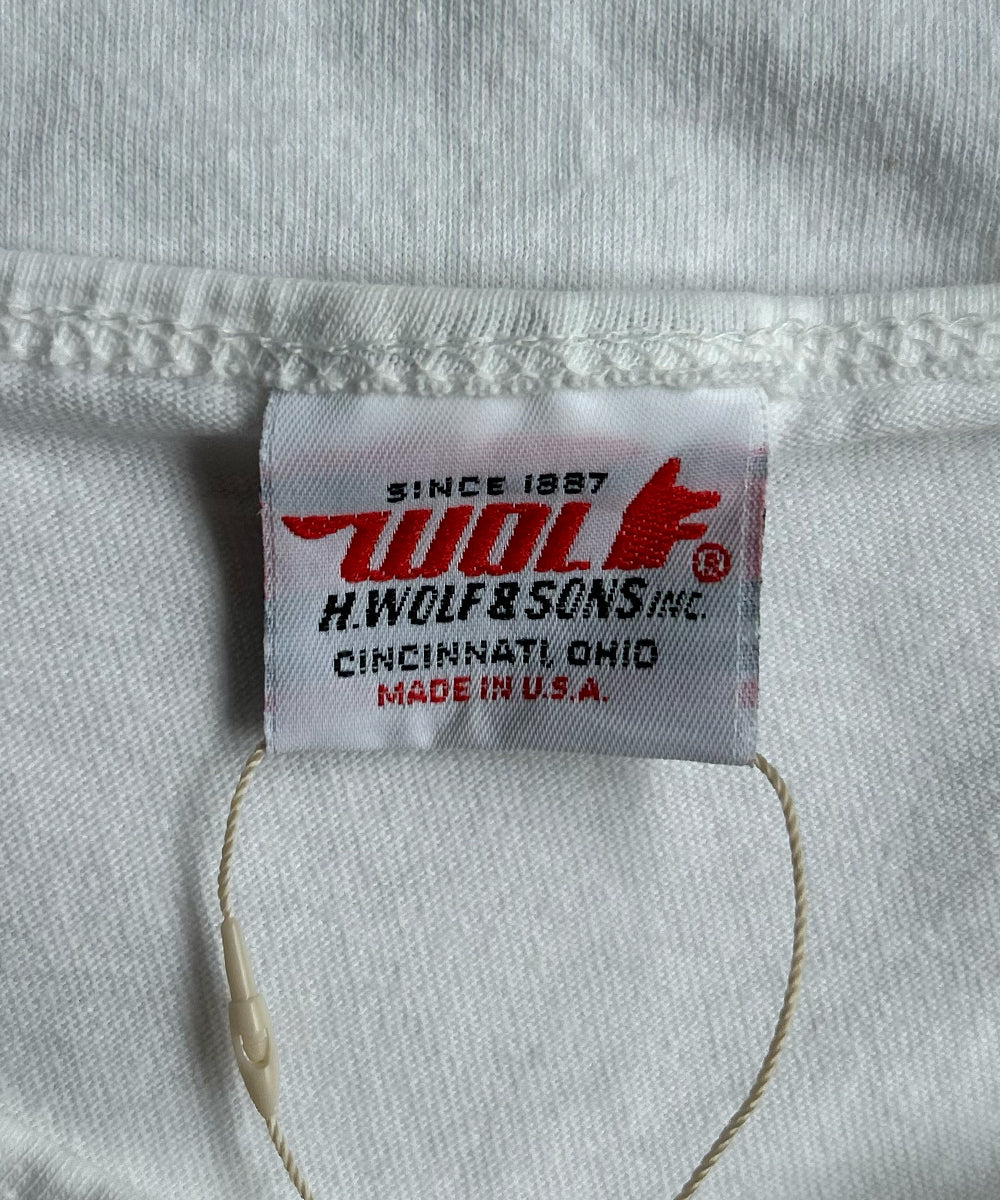 SINCE 1887
WOLF®
H.WOLF & SONS INC.
CINCINNATI, OHIO
MADE IN U.S.A.